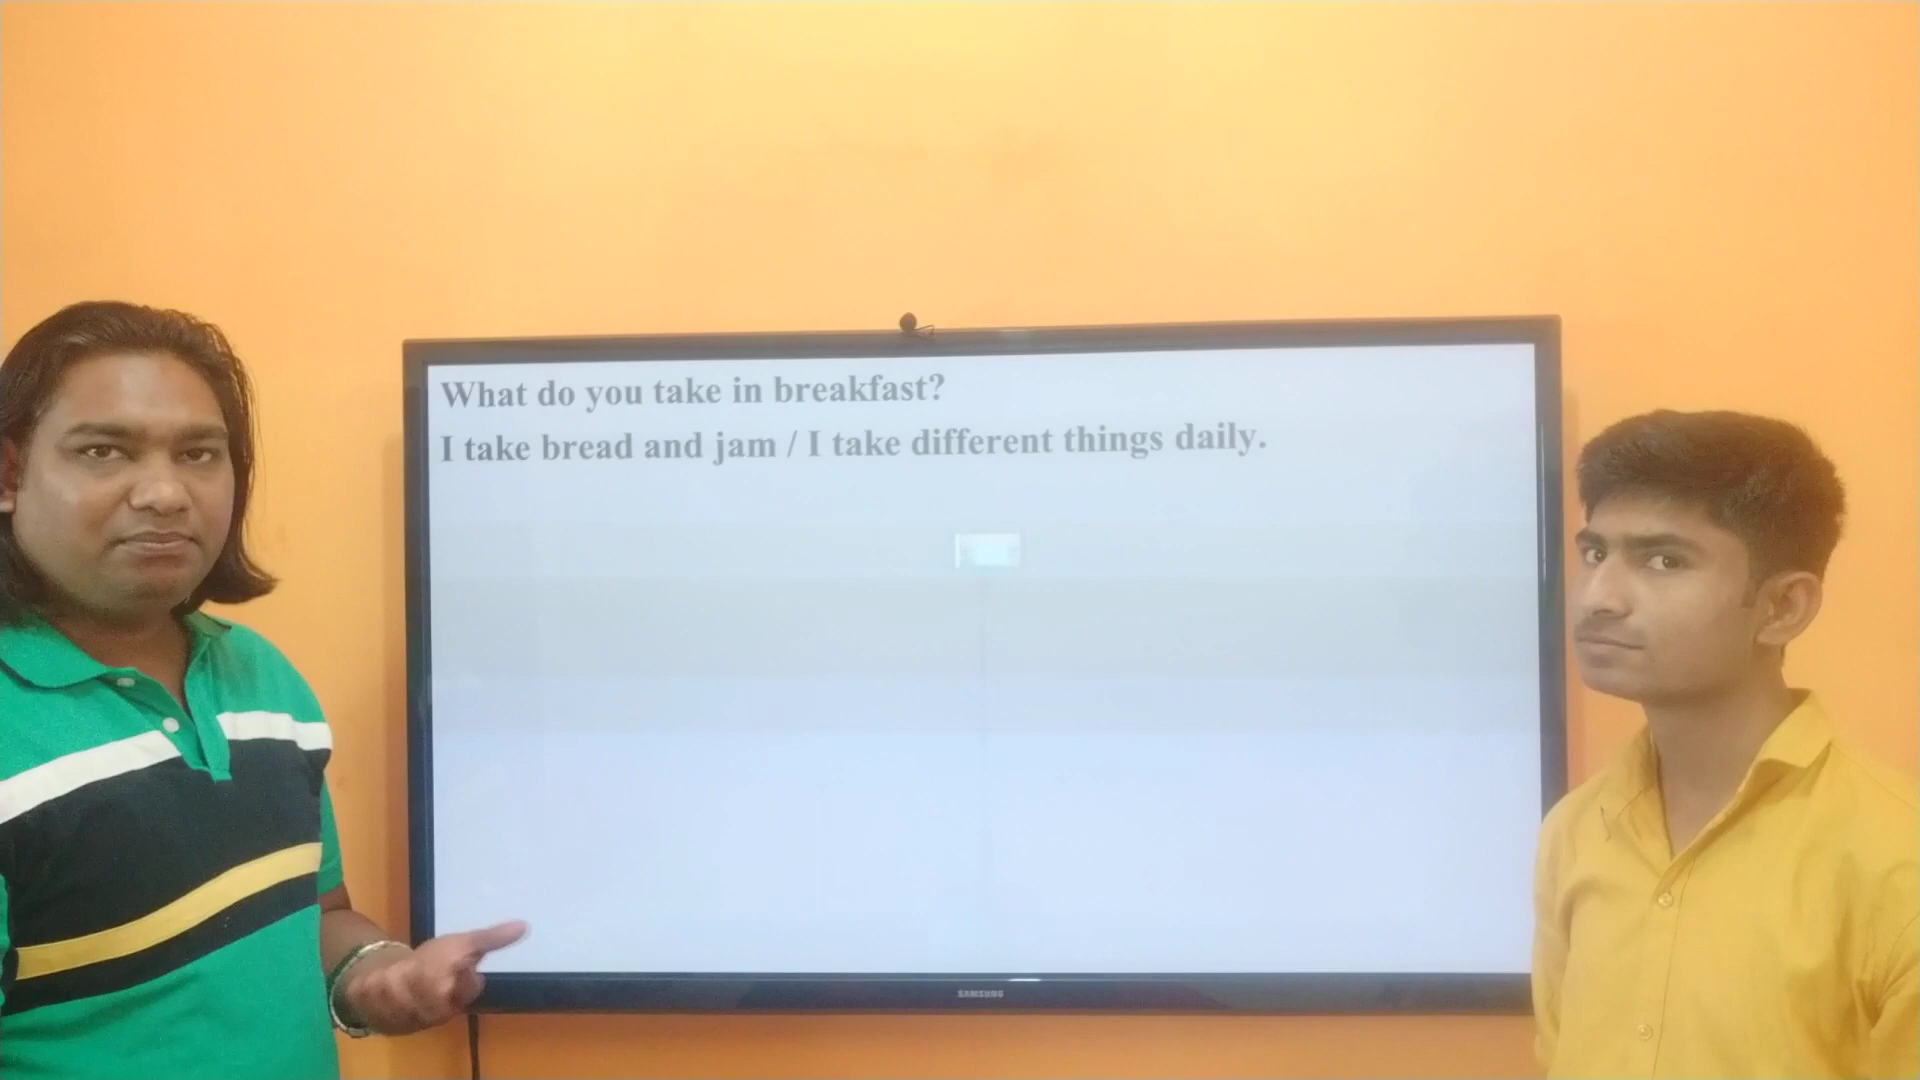 What do you take in breakfast?
I take bread and jam / I take different things daily.
SAMSUNG